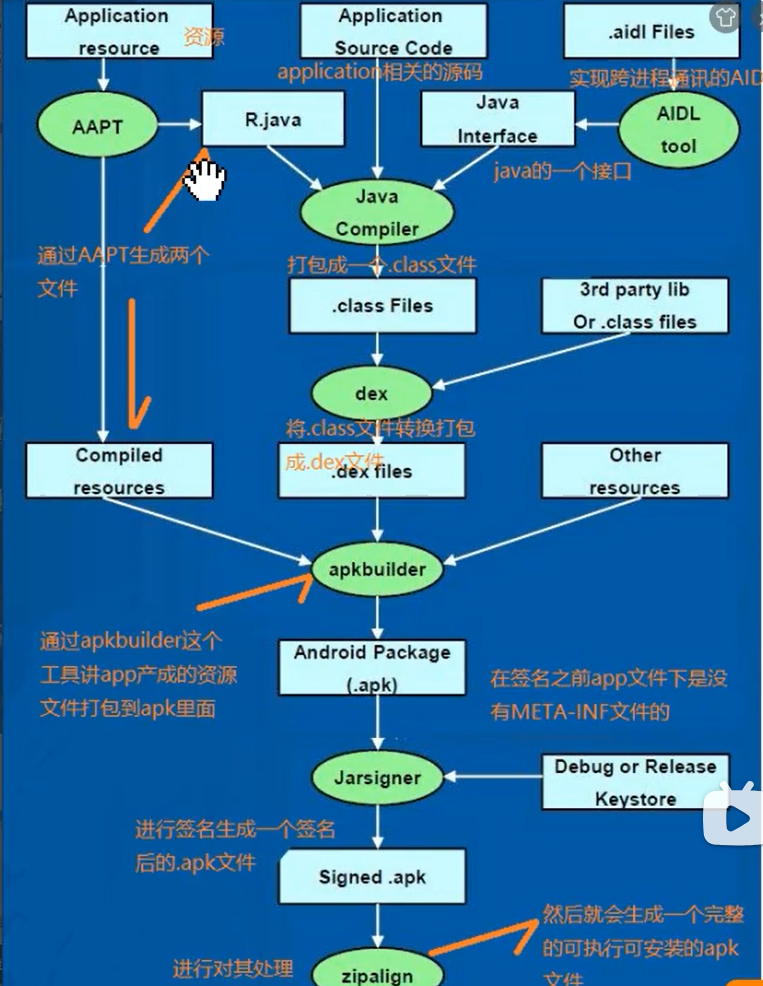 Application
resource
资源
Application
Source Code
application相关的源码
.aidl Files
实现跨进程通讯的AID
AAPT
R.java
Java
Interface
AIDL
tool
java的一个接口
Java
Compiler
通过AAPT生成两个
文件
打包成一个.class文件
.class Files
3rd party lib
Or .class files
dex
将.class文件转换打包
成.dex文件
.dex files
Compiled
resources
Other
resources
apkbuilder
通过apkbuilder这个
工具讲app产成的资源
文件打包到apk里面
Android Package
(.apk)
在签名之前app文件下是没
有META-INF文件的
Jarsigner
Debug or Release
Keystore
进行签名生成一个签名
后的.apk文件
Signed .apk
然后就会生成一个完整
的可执行可安装的apk
文件
进行对其处理
zipalign